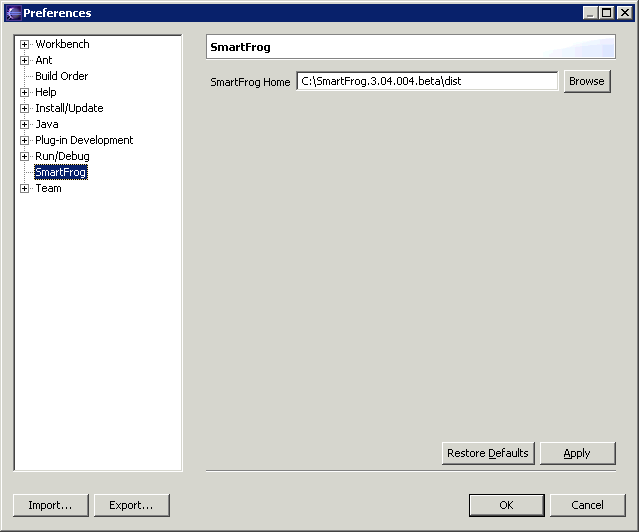 Preferences
Workbench
Ant
Build Order
Help
Install/Update
Java
Plug-in Development
Run/Debug
SmartFrog
Team
SmartFrog
SmartFrog Home C:\SmartFrog.3.04.004.beta\dist Browse
Restore Defaults Apply
Import... Export... OK Cancel